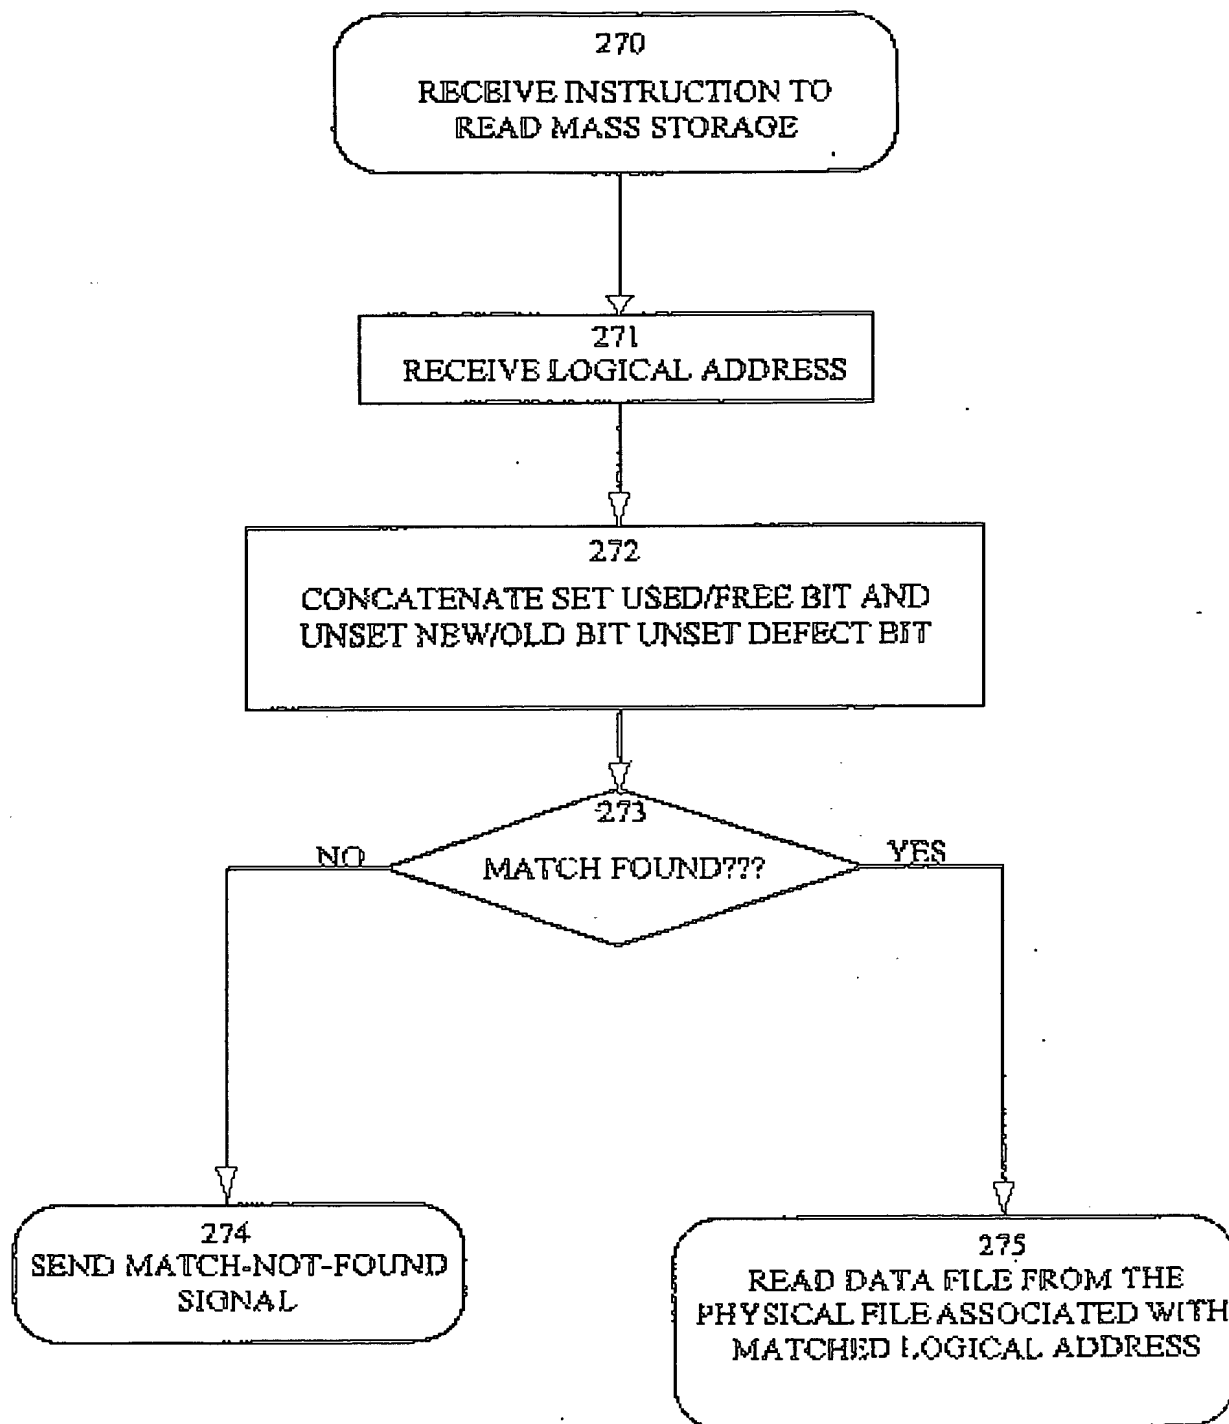 270
RECEIVE INSTRUCTION TO
READ MASS STORAGE
271
RECEIVE LOGICAL ADDRESS
272
CONCATENATE SET USED/FREE BIT AND
UNSET NEW/OLD BIT UNSET DEFECT BIT
273
MATCH FOUND???
NO
YES
274
SEND MATCH-NOT-FOUND
SIGNAL
275
READ DATA FILE FROM THE
PHYSICAL FILE ASSOCIATED WITH
MATCHED LOGICAL ADDRESS